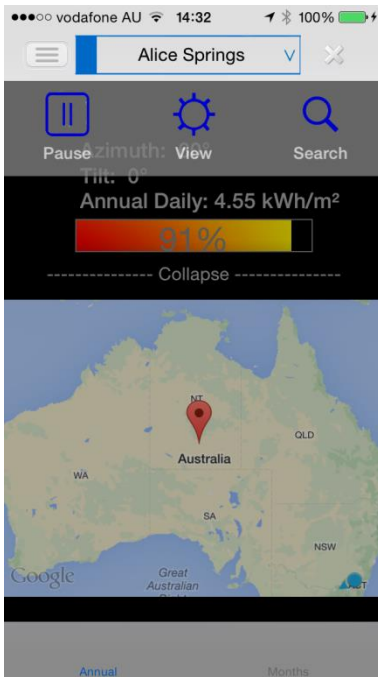 vodafone AU 14:32 100%
Alice Springs
Pause View Search
Azimuth:
Tilt: 0°
Annual Daily: 4.55 kWh/m²
91%
--------------- Collapse ---------------
NT
QLD
Australia
WA
SA
NSW
Google
Great
Australian
Annual Months